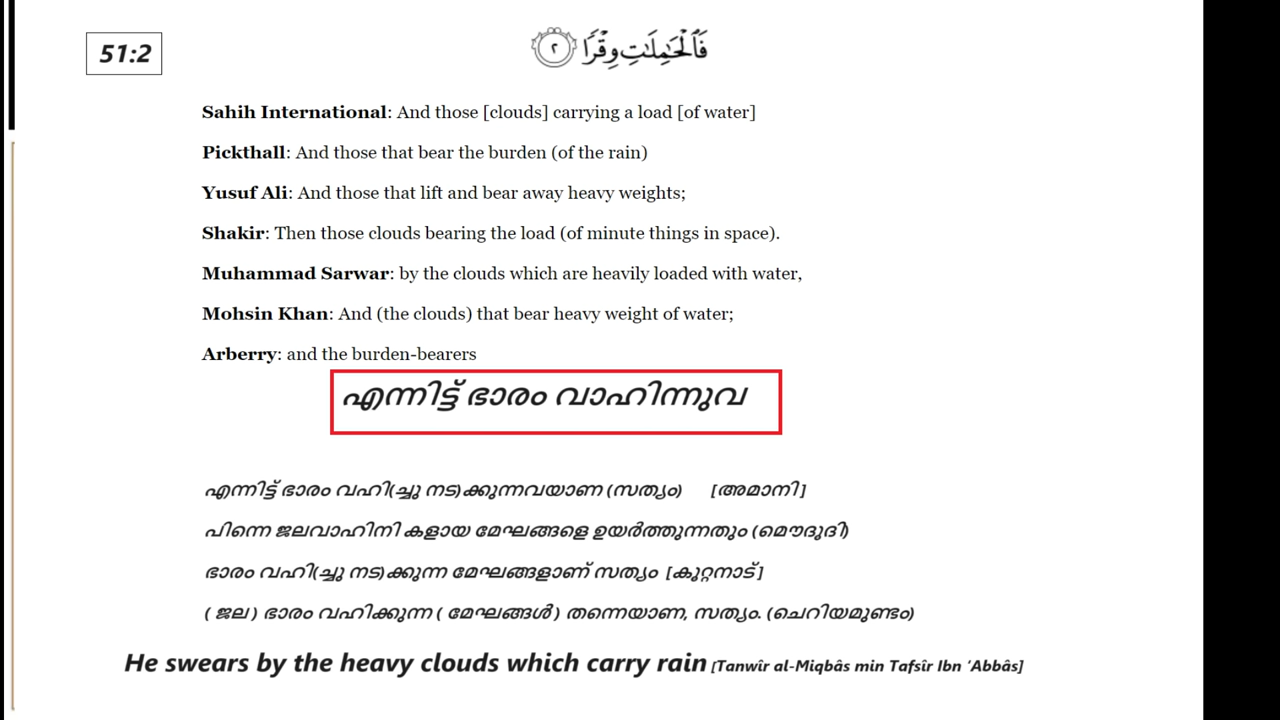 51:2
فَٱلْحَٰمِلَٰتِ وِقْرًا ٢
Sahih International: And those [clouds] carrying a load [of water]
Pickthall: And those that bear the burden (of the rain)
Yusuf Ali: And those that lift and bear away heavy weights;
Shakir: Then those clouds bearing the load (of minute things in space).
Muhammad Sarwar: by the clouds which are heavily loaded with water,
Mohsin Khan: And (the clouds) that bear heavy weight of water;
Arberry: and the burden-bearers
എന്നിട്ട് ഭാരം വാഹിന്നുവ
എന്നിട്ട് ഭാരം വഹി(ച്ചു നട)ക്കുന്നവയാണ (സത്യം) [അമാനി]
പിന്നെ ജലവാഹിനി കളായ മേഘങ്ങളെ ഉയർത്തുന്നതും (മൌദുദി)
ഭാരം വഹി(ച്ചു നട)ക്കുന്ന മേഘങ്ങളാണ് സത്യം [കുറ്റനാട്]
( ജല ) ഭാരം വഹിക്കുന്ന ( മേഘങ്ങൾ ) തന്നെയാണ, സത്യം. (ചെറിയമുണ്ടം)
He swears by the heavy clouds which carry rain [Tanwîr al-Miqbâs min Tafsîr Ibn ‘Abbâs]